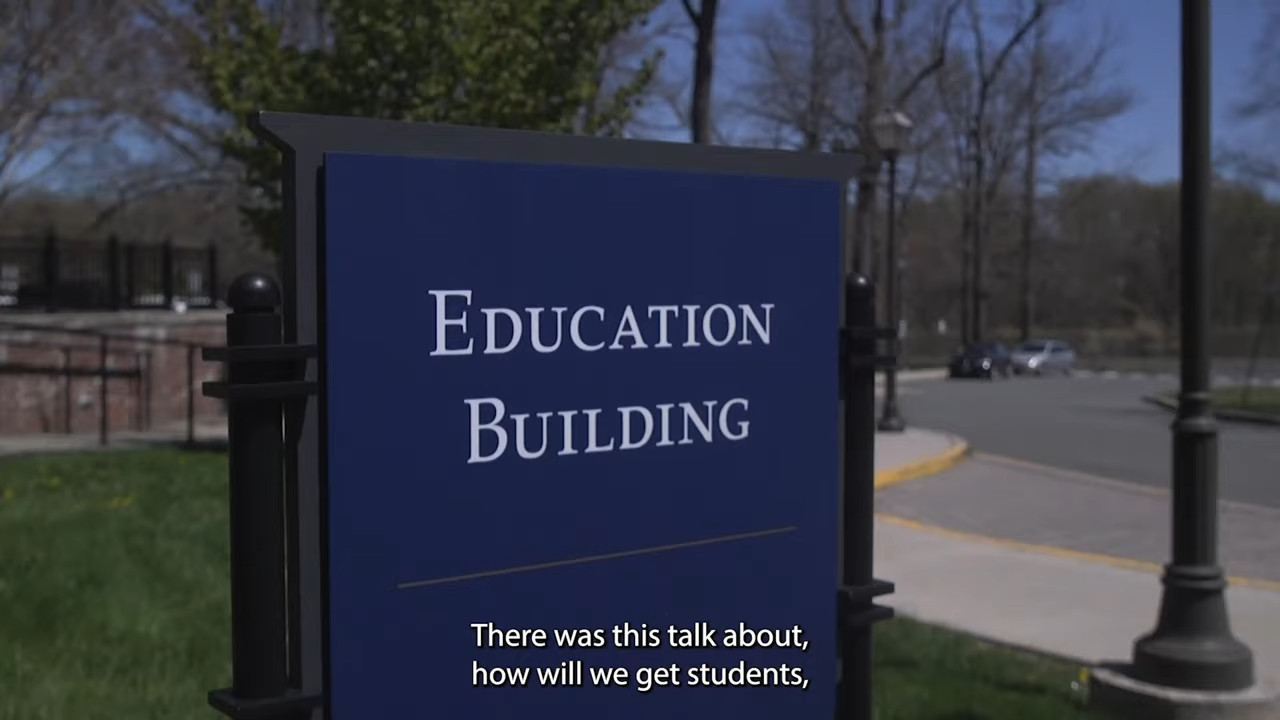 EDUCATION
BUILDING
There was this talk about,
how will we get students,